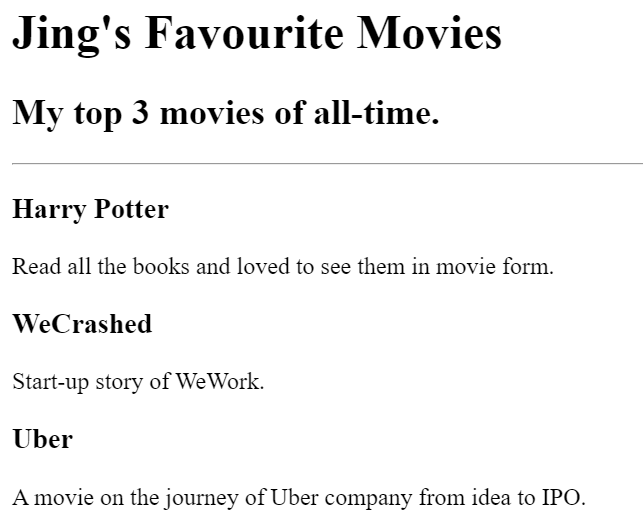 Jing's Favourite Movies
My top 3 movies of all-time.
Harry Potter
Read all the books and loved to see them in movie form.
WeCrashed
Start-up story of WeWork.
Uber
A movie on the journey of Uber company from idea to IPO.